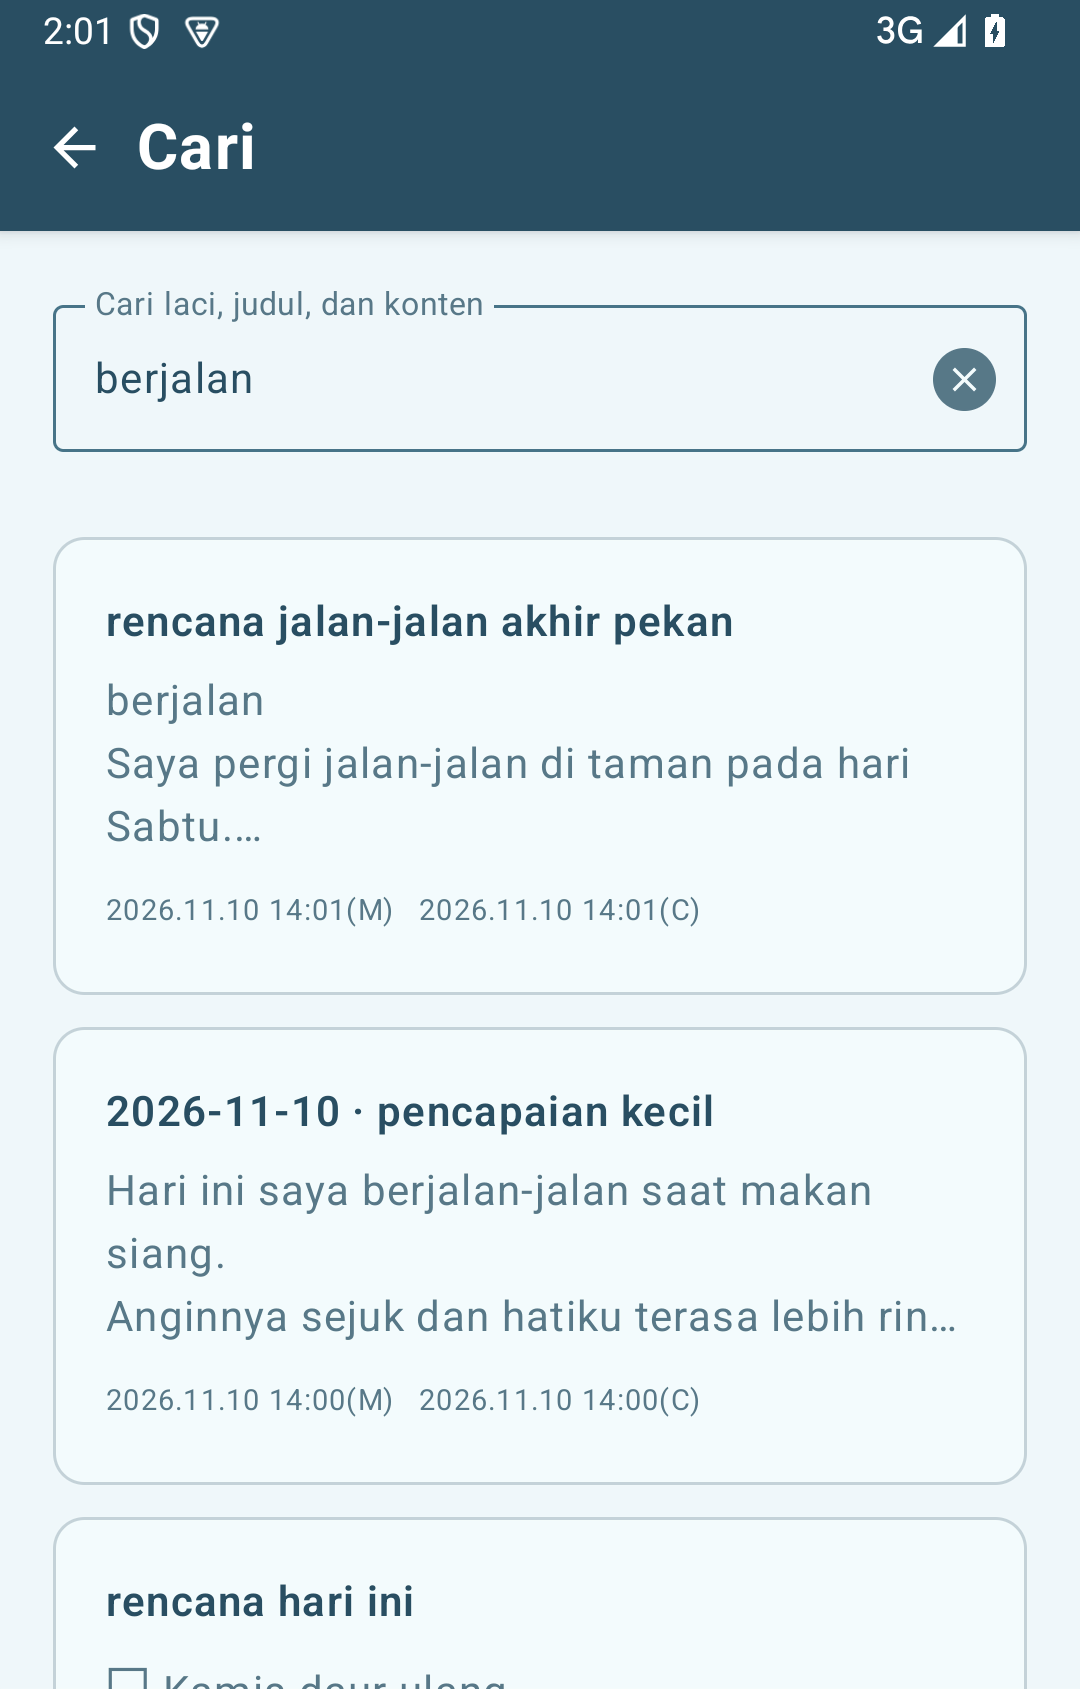 2:01
3G
Cari
Cari laci, judul, dan konten
berjalan
rencana jalan-jalan akhir pekan
berjalan
Saya pergi jalan-jalan di taman pada hari
Sabtu.…
2026.11.10 14:01(M) 2026.11.10 14:01(C)
2026-11-10 · pencapaian kecil
Hari ini saya berjalan-jalan saat makan
siang.
Anginnya sejuk dan hatiku terasa lebih rin…
2026.11.10 14:00(M) 2026.11.10 14:00(C)
rencana hari ini
Kamis daur ulang